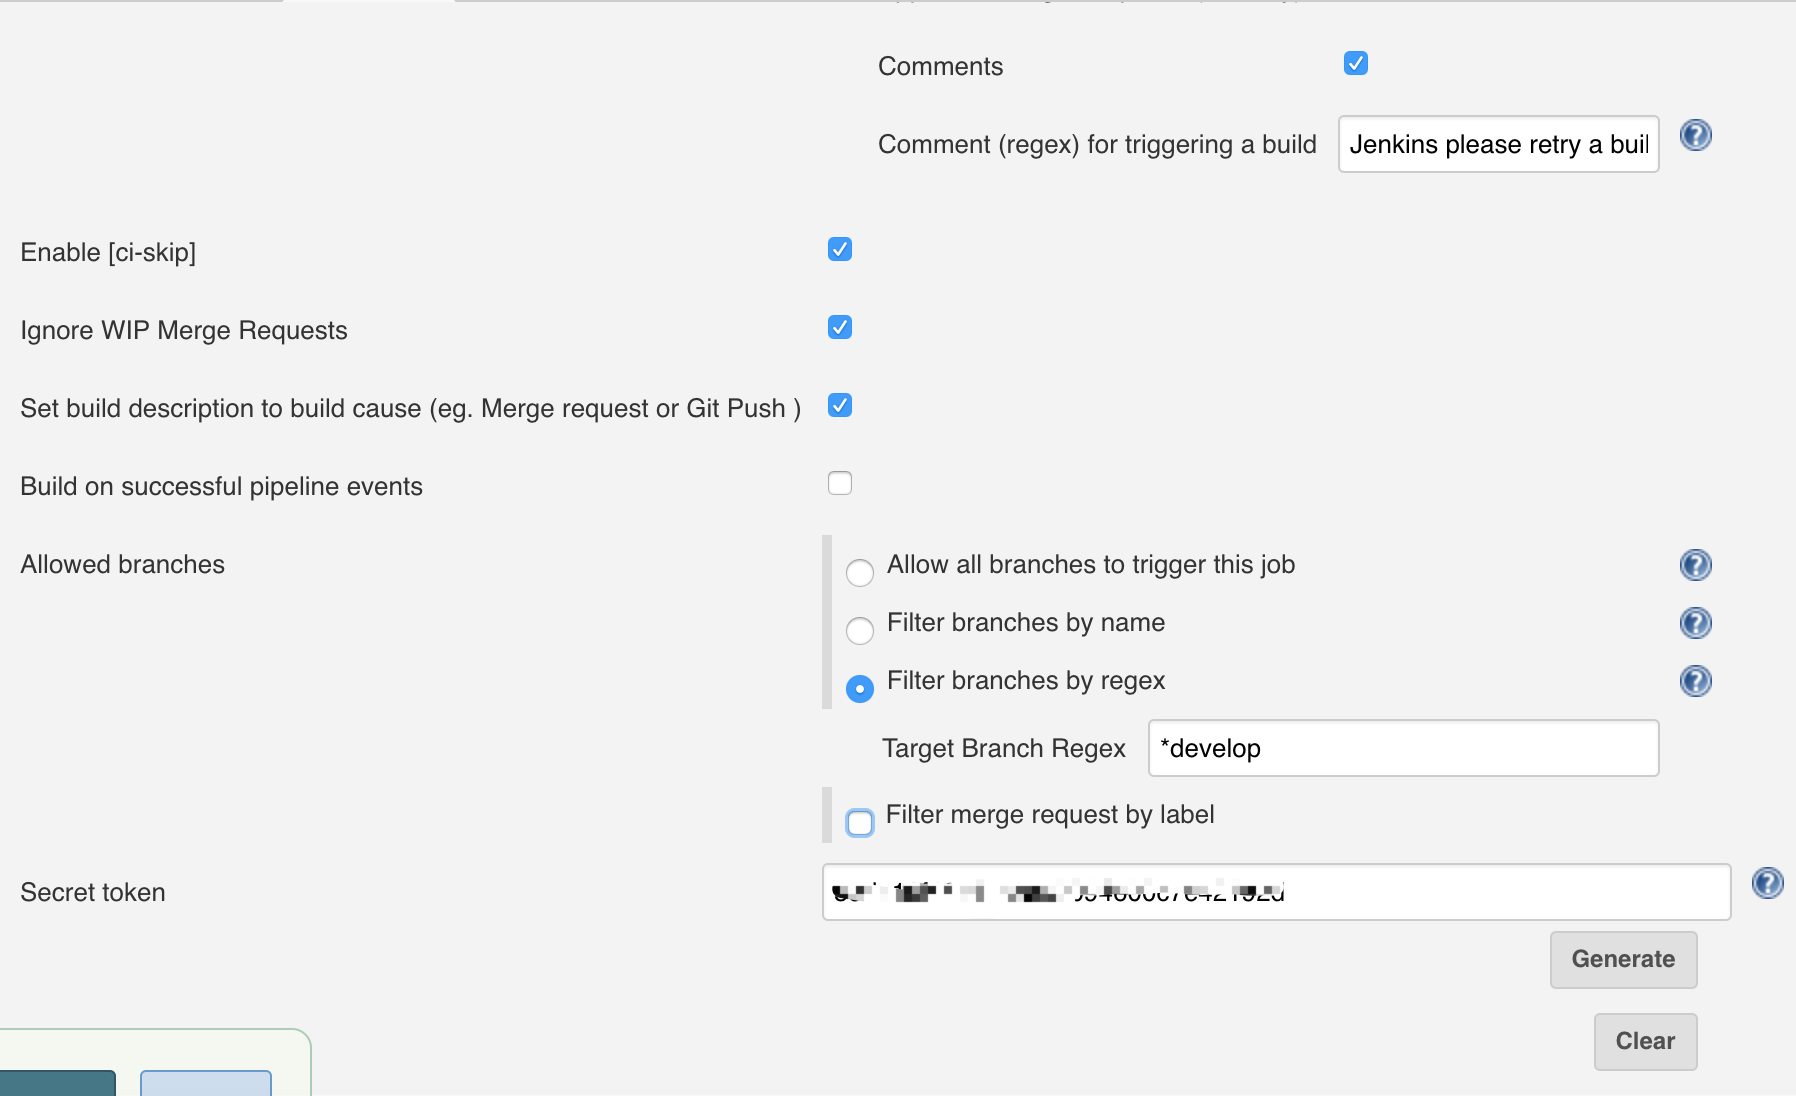 Comments
Comment (regex) for triggering a build Jenkins please retry a buil
Enable [ci-skip]
Ignore WIP Merge Requests
Set build description to build cause (eg. Merge request or Git Push )
Build on successful pipeline events
Allowed branches
Allow all branches to trigger this job
Filter branches by name
Filter branches by regex
Target Branch Regex *develop
Filter merge request by label
Secret token
Generate
Clear